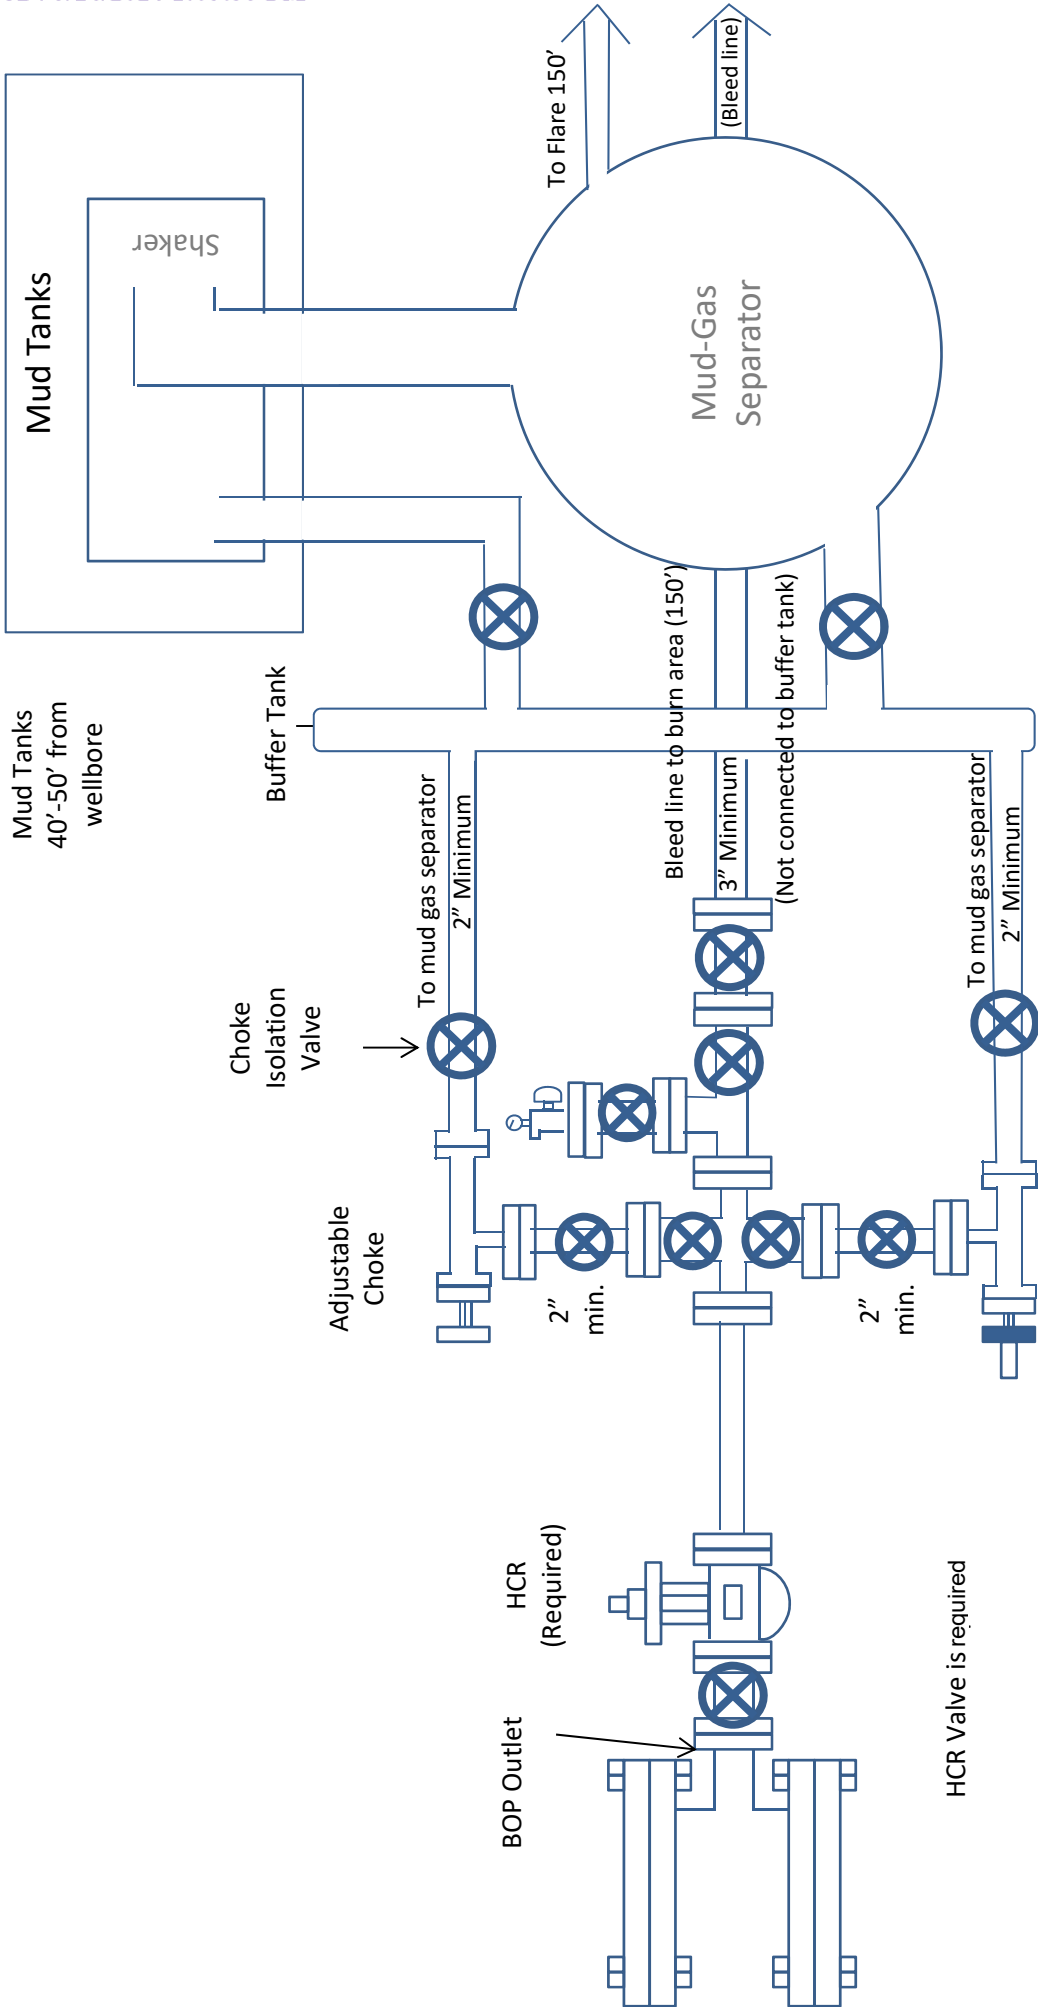 Mud Tanks
Shaker
To Flare 150’
(Bleed line)
Mud-Gas
Separator
Mud Tanks
40’-50’ from
wellbore
Buffer Tank
Bleed line to burn area (150’)
3” Minimum
(Not connected to buffer tank)
To mud gas separator
2” Minimum
To mud gas separator
2” Minimum
Choke
Isolation
Valve
Adjustable
Choke
2”
min.
2”
min.
HCR
(Required)
BOP Outlet
HCR Valve is required